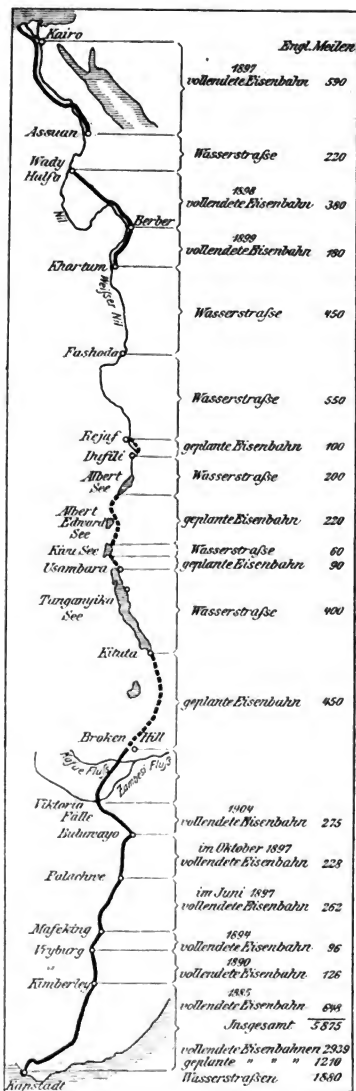 Kairo
Engl. Meilen
1897
vollendete Eisenbahn 590
Assuan
Wasserstraße 220
Wady
Halfa
Nil
1898
vollendete Eisenbahn 380
Berber
1899
vollendete Eisenbahn 180
Khartum
Weißer Nil
Wasserstraße 450
Fashoda
Wasserstraße 550
Rejaf
geplante Eisenbahn 100
Dufili
Albert
See
Wasserstraße 200
Albert
Edward
See
geplante Eisenbahn 220
Kivu See
Wasserstraße 60
Usambara
geplante Eisenbahn 90
Tanganyika
See
Wasserstraße 400
Kituta
geplante Eisenbahn 450
Broken Hill
Kafue Fluß
Zambesi Fluß
Viktoria
Fälle
1904
vollendete Eisenbahn 275
Buluwayo
im Oktober 1897
vollendete Eisenbahn 228
Palachwe
im Juni 1897
vollendete Eisenbahn 262
Mafeking
1894
vollendete Eisenbahn 96
Vryburg
1890
vollendete Eisenbahn 126
Kimberley
1885
vollendete Eisenbahn 648
Insgesamt 5875
vollendete Eisenbahnen 2939
geplante " " 1210
Wasserstraßen 1880
Kapstadt